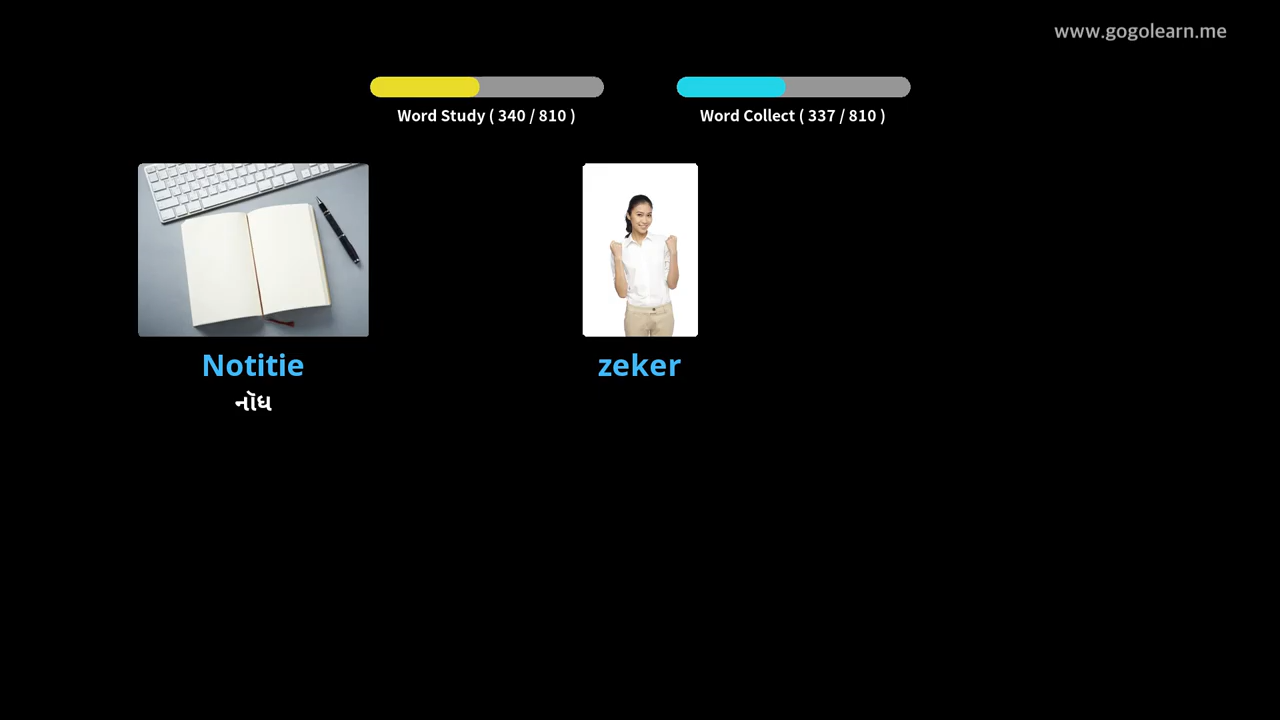 www.gogolearn.me
Word Study ( 340 / 810 )
Word Collect ( 337 / 810 )
Notitie
zeker
નૉધ